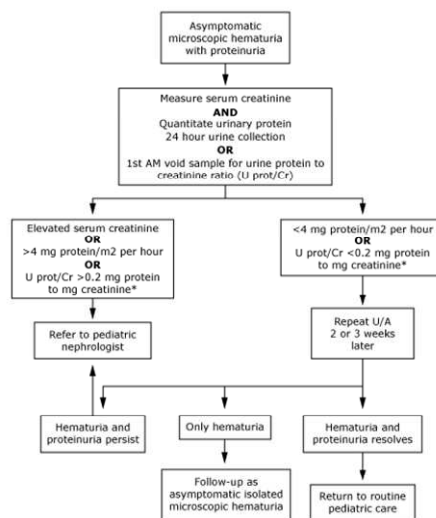 Asymptomatic
microscopic hematuria
with proteinuria
Measure serum creatinine
AND
Quantitate urinary protein
24 hour urine collection
OR
1st AM void sample for urine protein to
creatinine ratio (U prot/Cr)
Elevated serum creatinine
OR
>4 mg protein/m2 per hour
OR
U prot/Cr >0.2 mg protein
to mg creatinine*
<4 mg protein/m2 per hour
OR
U prot/Cr <0.2 mg protein
to mg creatinine*
Refer to pediatric
nephrologist
Repeat U/A
2 or 3 weeks
later
Hematuria and
proteinuria persist
Only hematuria
Hematuria and
proteinuria resolves
Follow-up as
asymptomatic isolated
microscopic hematuria
Return to routine
pediatric care